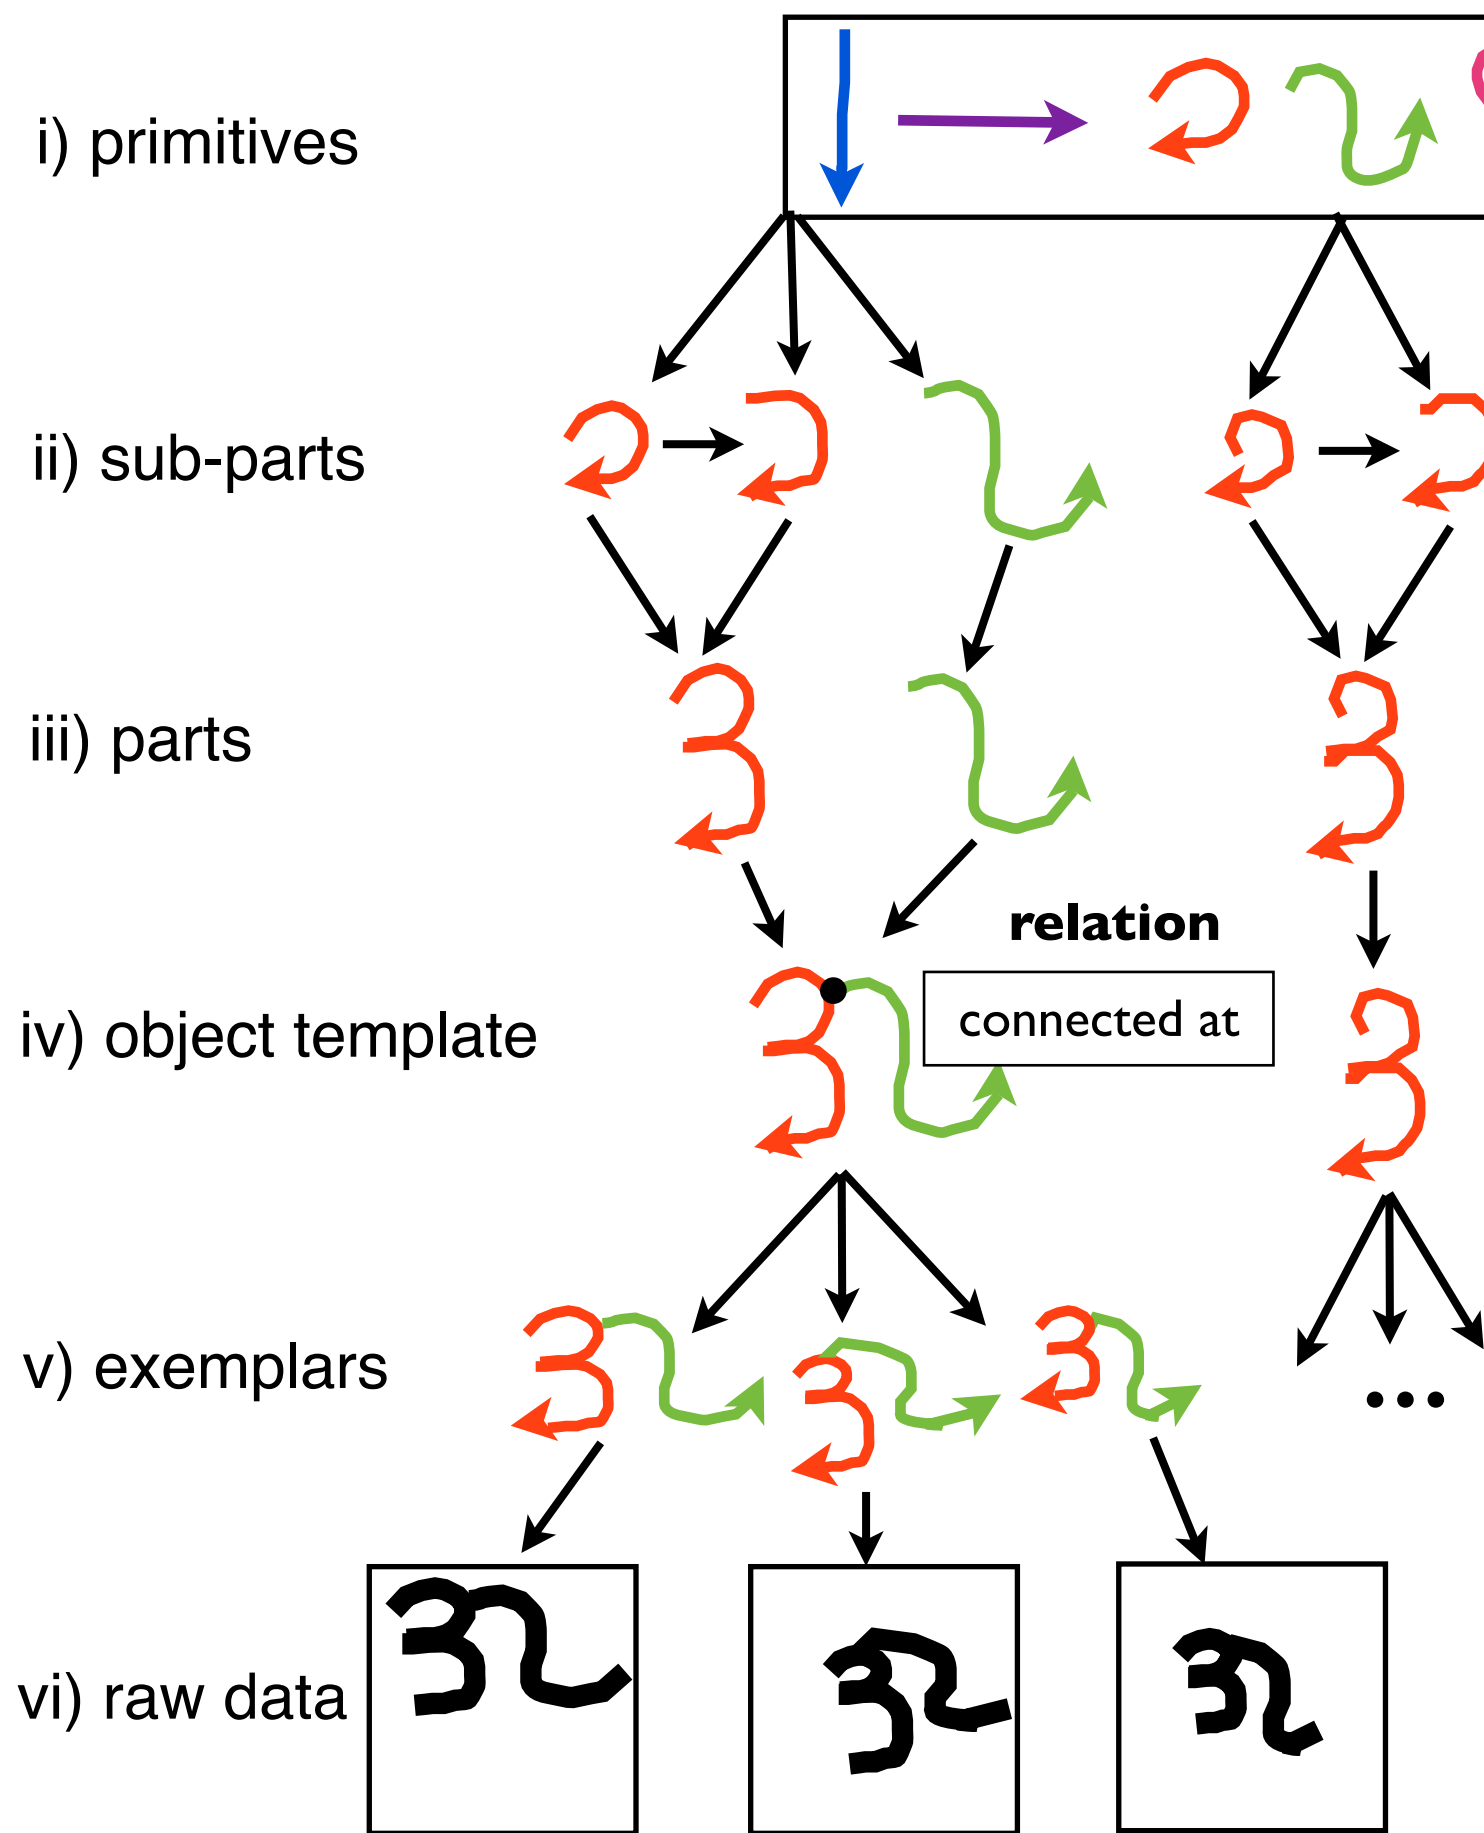 i) primitives
ii) sub-parts
iii) parts
relation
iv) object template
connected at
v) exemplars
...
vi) raw data